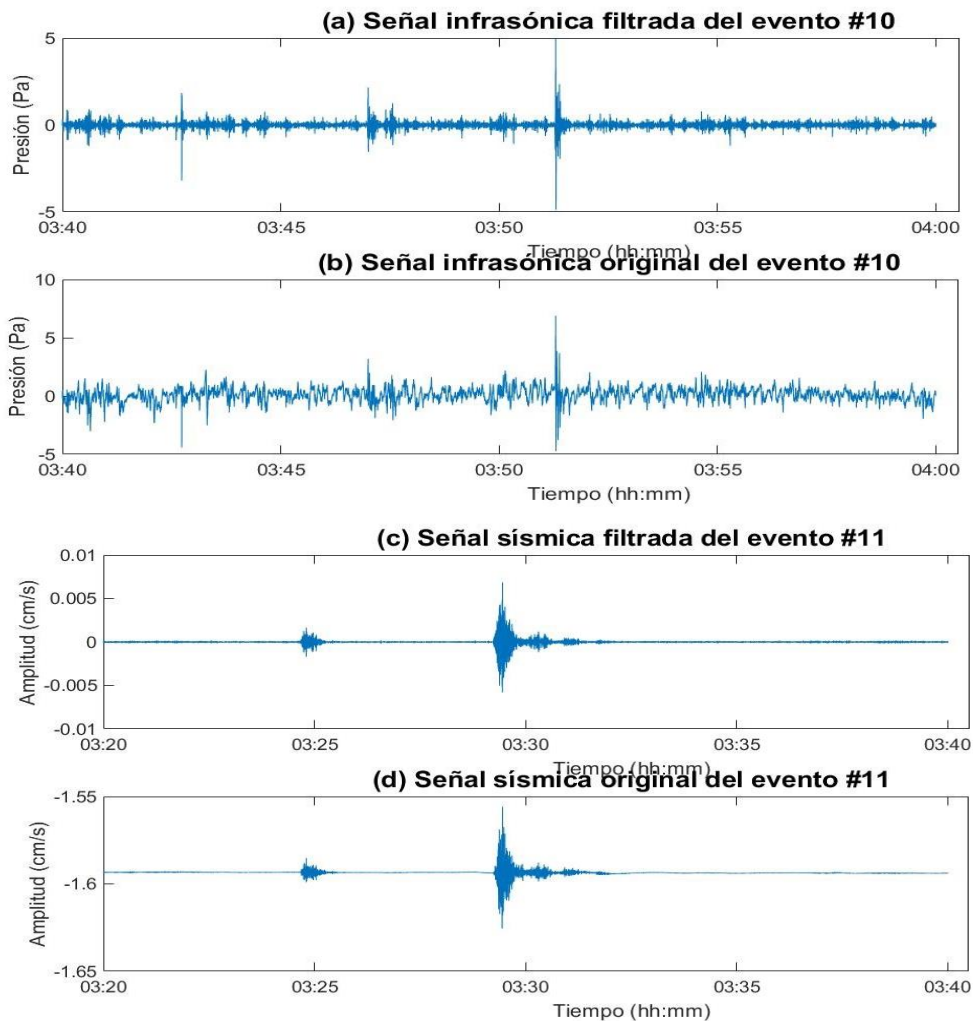 (a) Señal infrasónica filtrada del evento #10
Presión (Pa)
5
0
-5
03:40 03:45 03:50 03:55 04:00
Tiempo (hh:mm)
(b) Señal infrasónica original del evento #10
Presión (Pa)
10
5
0
-5
03:40 03:45 03:50 03:55 04:00
Tiempo (hh:mm)
(c) Señal sísmica filtrada del evento #11
Amplitud (cm/s)
0.01
0.005
0
-0.005
-0.01
03:20 03:25 03:30 03:35 03:40
Tiempo (hh:mm)
(d) Señal sísmica original del evento #11
Amplitud (cm/s)
-1.55
-1.6
-1.65
03:20 03:25 03:30 03:35 03:40
Tiempo (hh:mm)